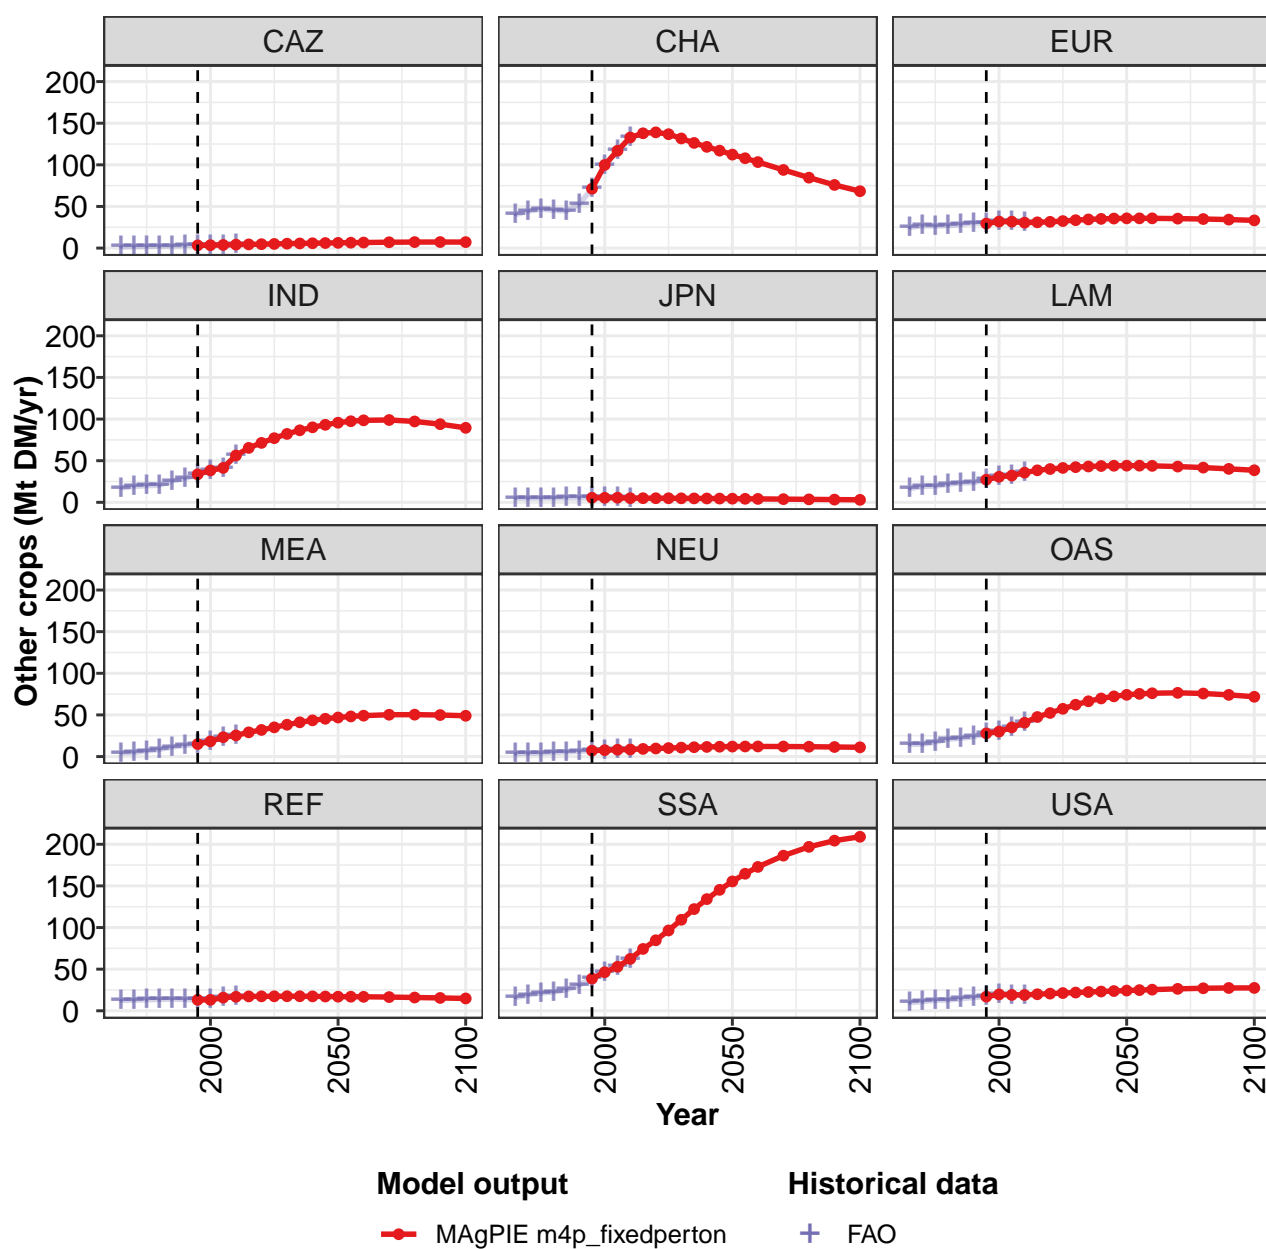 CAZ CHA EUR
200
150
100
50
0
IND JPN LAM
200
150
100
50
0
MEA NEU OAS
200
150
100
50
0
REF SSA USA
200
150
100
50
0
Other crops (Mt DM/yr)
2000 2050 2100 2000 2050 2100 2000 2050 2100
Year
Model output Historical data
MAgPIE m4p_fixedperton FAO